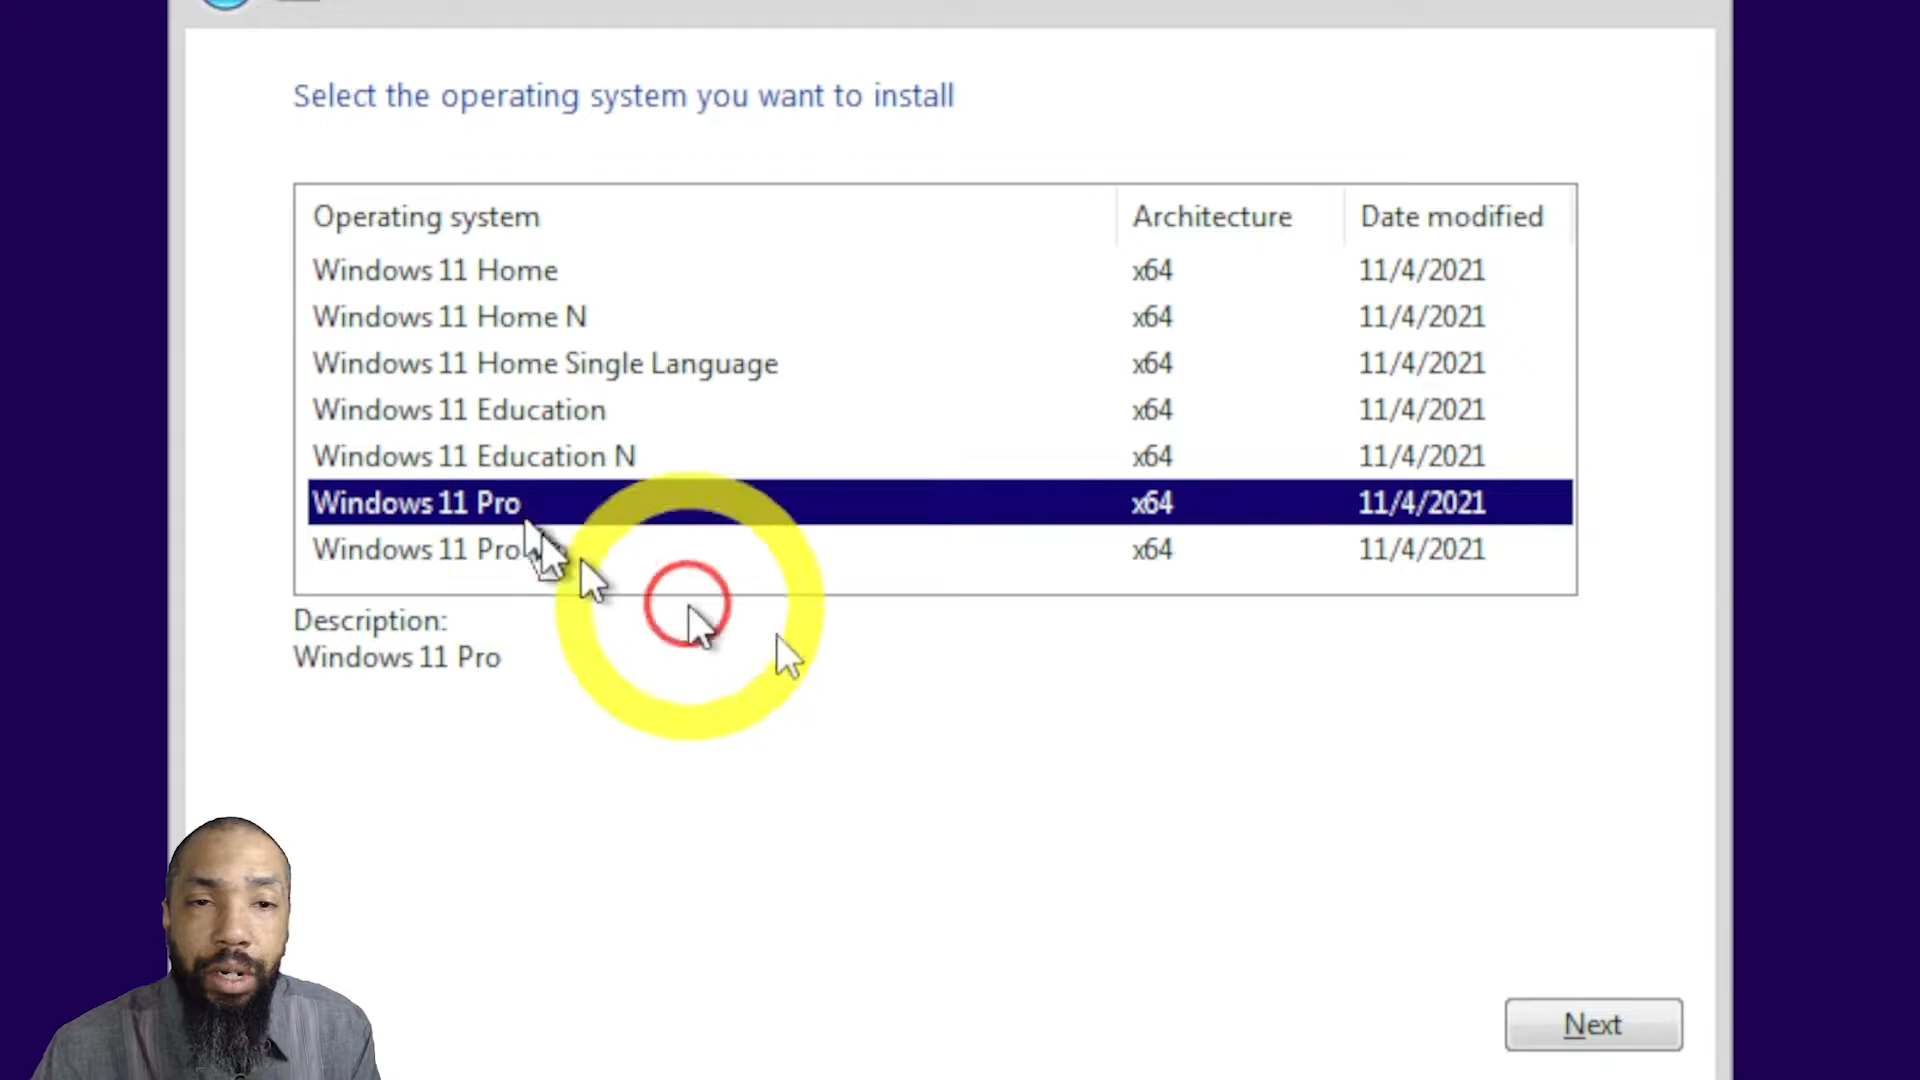 Select the operating system you want to install
Operating system Architecture Date modified
Windows 11 Home x64 11/4/2021
Windows 11 Home N x64 11/4/2021
Windows 11 Home Single Language x64 11/4/2021
Windows 11 Education x64 11/4/2021
Windows 11 Education N x64 11/4/2021
Windows 11 Pro x64 11/4/2021
Windows 11 Pro x64 11/4/2021
Description:
Windows 11 Pro
Next